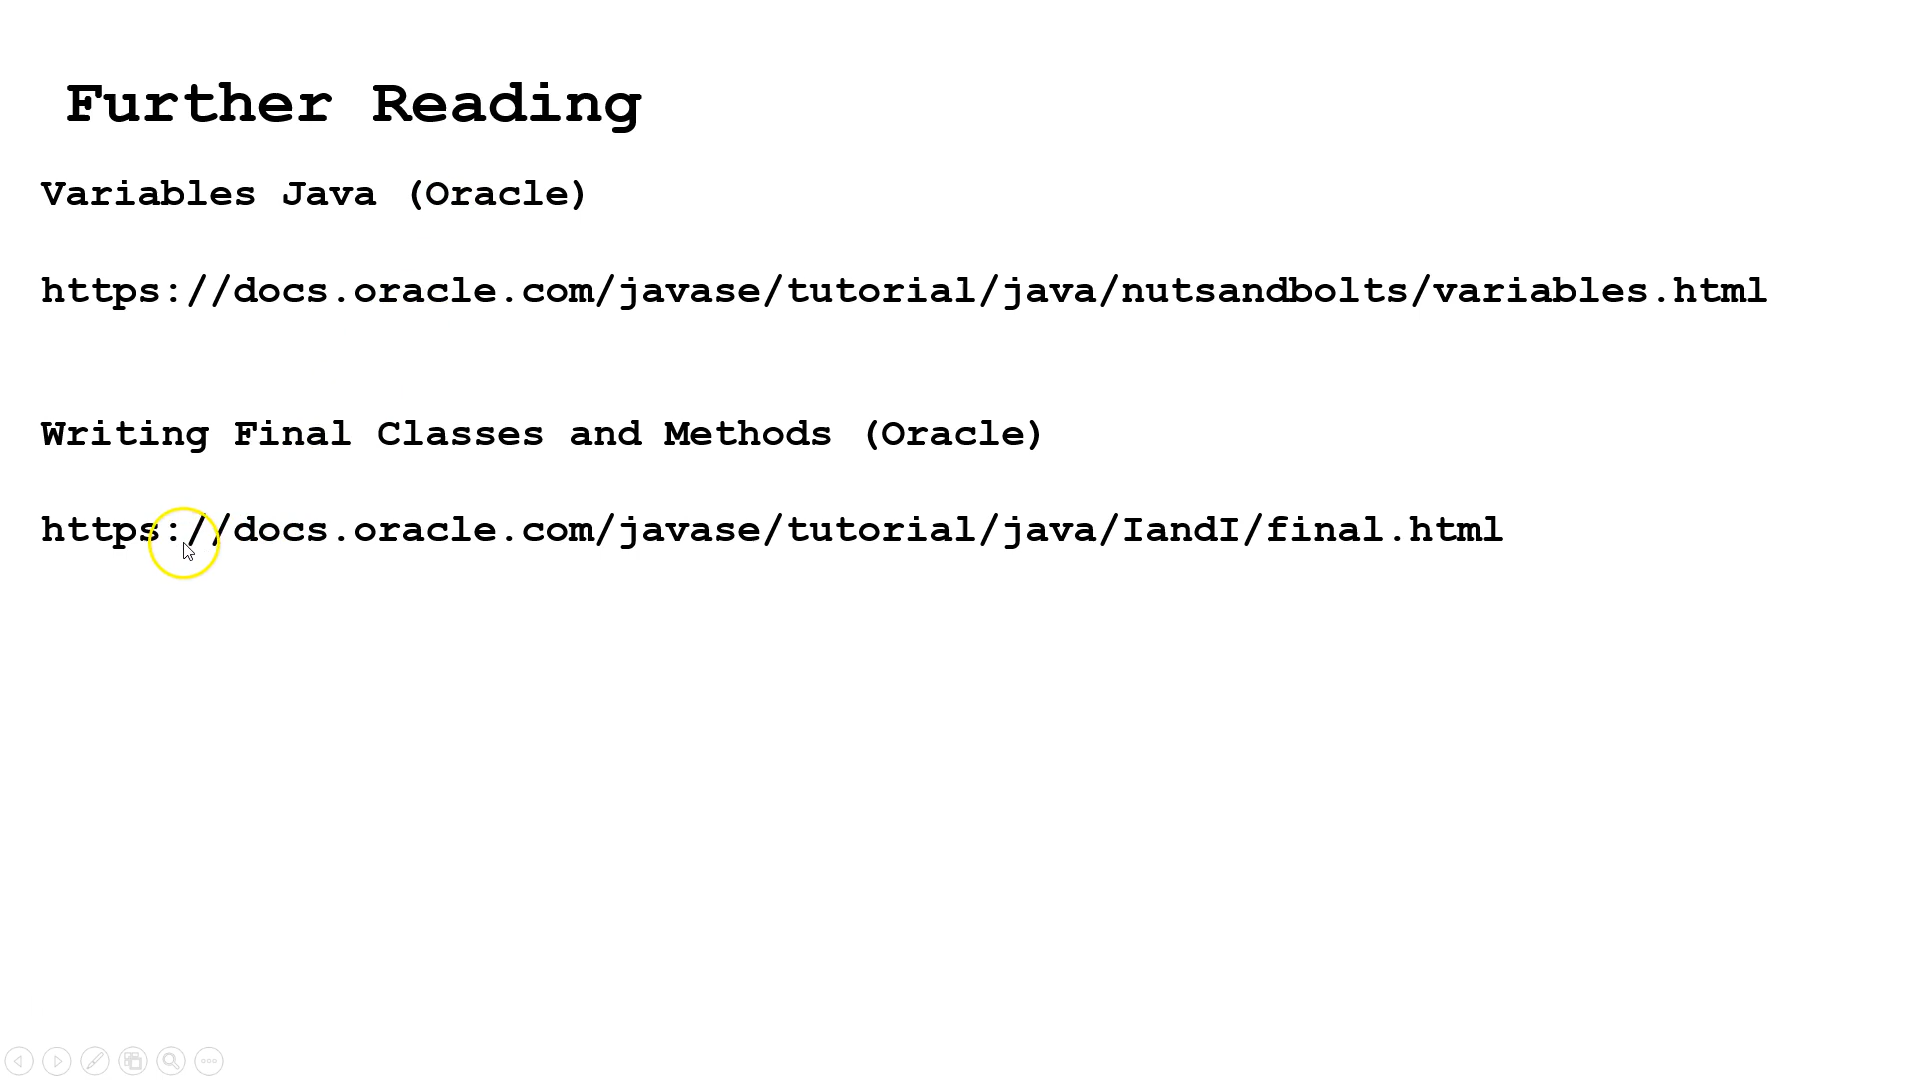 Further Reading
Variables Java (Oracle)
https://docs.oracle.com/javase/tutorial/java/nutsandbolts/variables.html
Writing Final Classes and Methods (Oracle)
https://docs.oracle.com/javase/tutorial/java/IandI/final.html